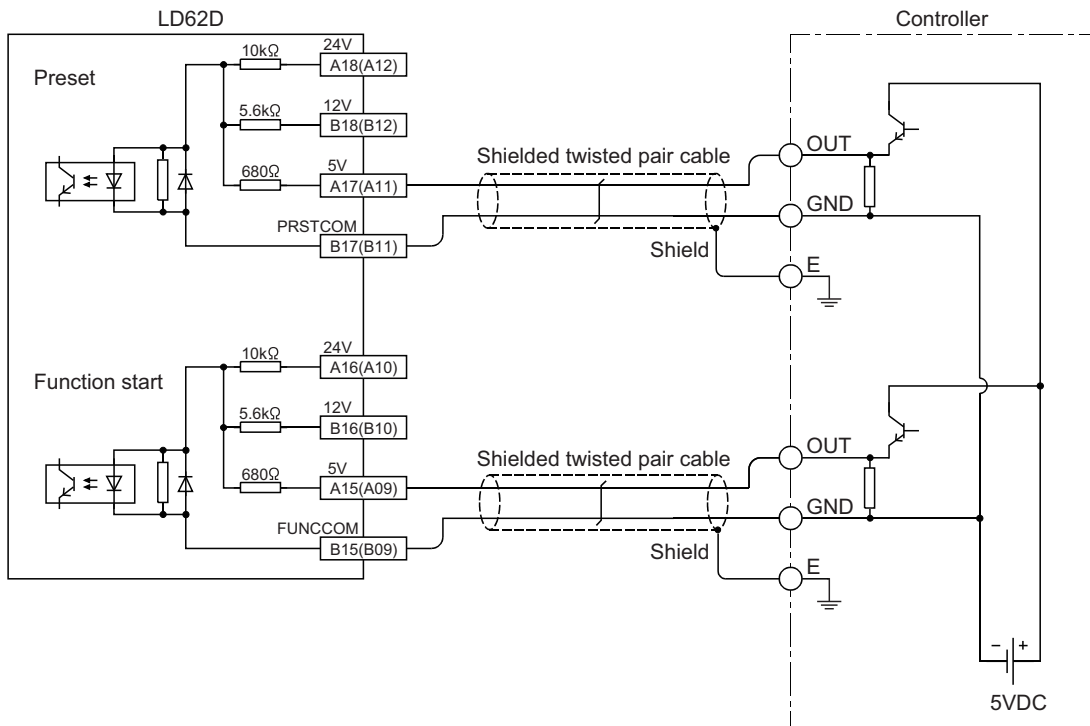 LD62D
Controller
Preset
10kΩ
24V
A18(A12)
5.6kΩ
12V
B18(B12)
680Ω
5V
A17(A11)
PRSTCOM
B17(B11)
Shielded twisted pair cable
Shield
OUT
GND
E
Function start
10kΩ
24V
A16(A10)
5.6kΩ
12V
B16(B10)
680Ω
5V
A15(A09)
FUNCCOM
B15(B09)
Shielded twisted pair cable
Shield
OUT
GND
E
− +
5VDC